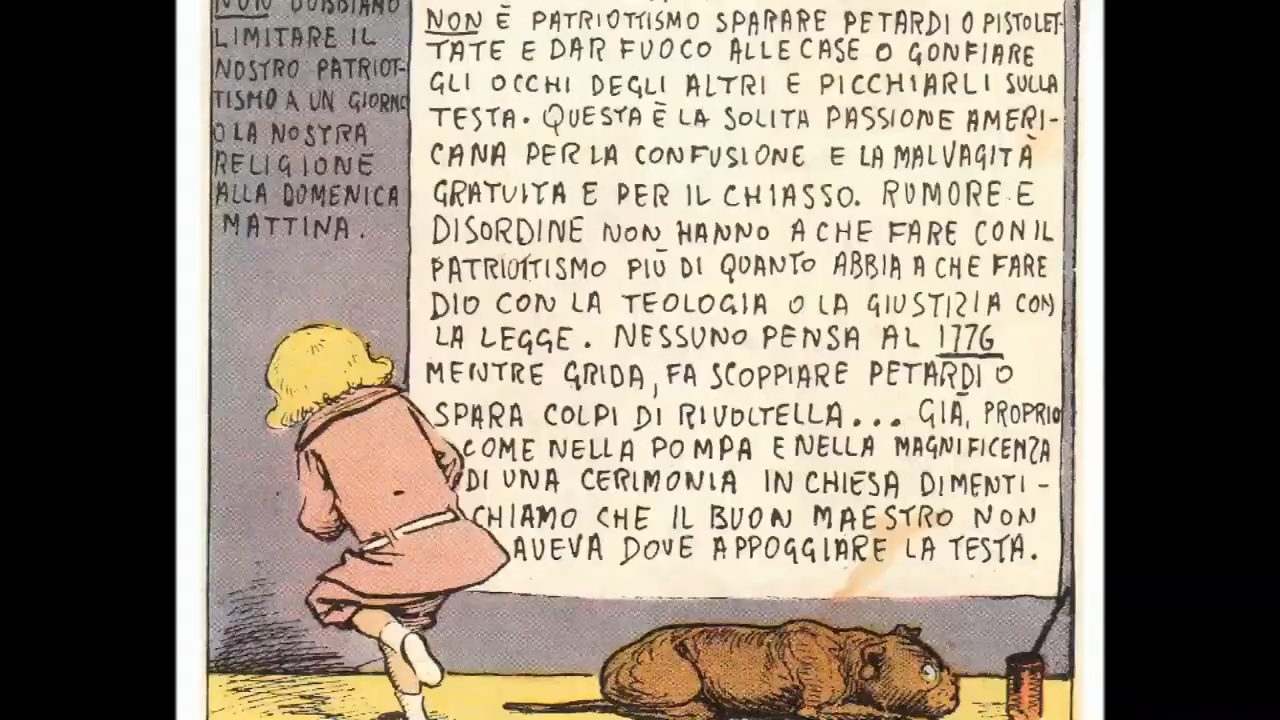 NON DOBBIAMO
LIMITARE IL
NOSTRO PATRIOT-
TISMO A UN GIORNO
O LA NOSTRA
RELIGIONE
ALLA DOMENICA
MATTINA.
NON È PATRIOTTISMO SPARARE PETARDI O PISTOLET-
TATE E DAR FUOCO ALLE CASE O GONFIARE
GLI OCCHI DEGLI ALTRI E PICCHIARLI SULLA
TESTA. QUESTA È LA SOLITA PASSIONE AMERI-
CANA PER LA CONFUSIONE E LA MALVAGITÀ
GRATUITA E PER IL CHIASSO. RUMORE E
DISORDINE NON HANNO A CHE FARE CON IL
PATRIOTTISMO PIÙ DI QUANTO ABBIA A CHE FARE
DIO CON LA TEOLOGIA O LA GIUSTIZIA CON
LA LEGGE. NESSUNO PENSA AL 1776
MENTRE GRIDA, FA SCOPPIARE PETARDI O
SPARA COLPI DI RIVOLTELLA... GIÀ, PROPRIO
COME NELLA POMPA E NELLA MAGNIFICENZA
DI UNA CERIMONIA IN CHIESA DIMENTI-
CHIAMO CHE IL BUON MAESTRO NON
AVEVA DOVE APPOGGIARE LA TESTA.